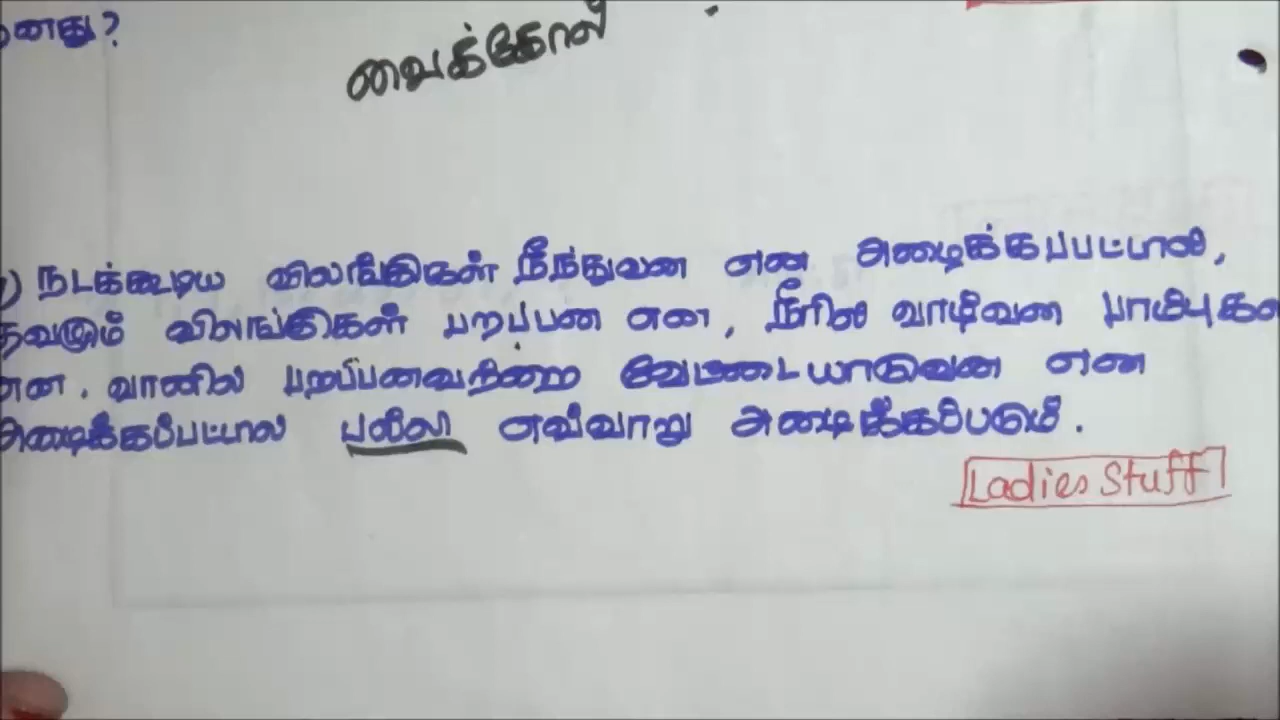 னது?
வைக்கோல்
நடக்கூடிய விலங்கிகள் நீந்துவன என அழைக்கப்பட்டால்,
தவழும் விலங்கிகள் பறப்பன என, நீரில் வாழ்வன பாம்புகள்
என. வானில் பறப்பனவற்றை வேட்டையாடுவன என
அழைக்கப்பட்டால் பல்லி எவ்வாறு அழைக்கப்படும்.
Ladies Stuff